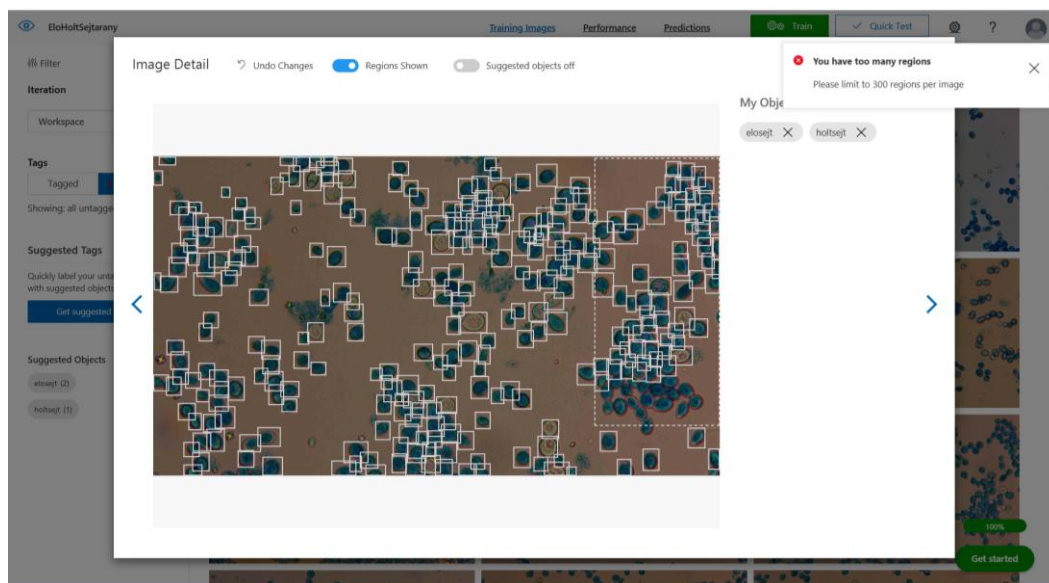 EloHoltSejtarany
Training Images
Performance
Predictions
Train
Quick Test
?
Filter
Iteration
Workspace
Tags
Tagged
Showing: all untagge
Suggested Tags
Quickly label your unta
with suggested objects
Get suggested
Suggested Objects
elosejt (2)
holtsejt (1)
Image Detail
Undo Changes
Regions Shown
Suggested objects off
My Obje
elosejt
holtsejt
You have too many regions
Please limit to 300 regions per image
100%
Get started